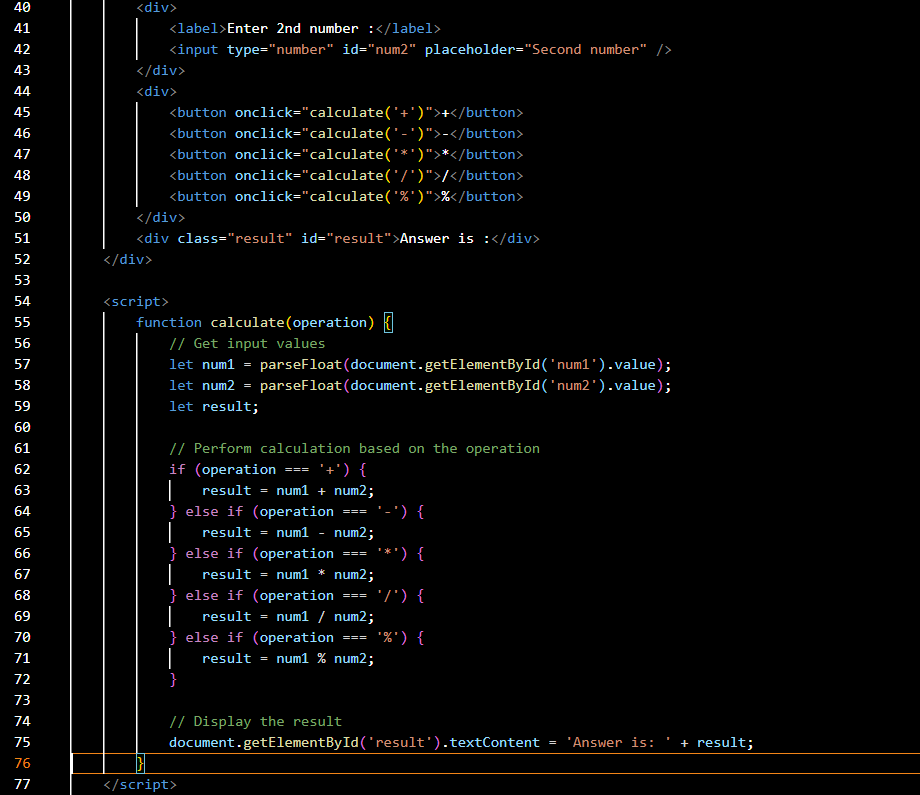 40 <div>
41 <label>Enter 2nd number :</label>
42 <input type="number" id="num2" placeholder="Second number" />
43 </div>
44 <div>
45 <button onclick="calculate('+')">+</button>
46 <button onclick="calculate('-')">-</button>
47 <button onclick="calculate('*')">*</button>
48 <button onclick="calculate('/')">/</button>
49 <button onclick="calculate('%')">%</button>
50 </div>
51 <div class="result" id="result">Answer is :</div>
52 </div>
53
54 <script>
55 function calculate(operation) {
56 // Get input values
57 let num1 = parseFloat(document.getElementById('num1').value);
58 let num2 = parseFloat(document.getElementById('num2').value);
59 let result;
60
61 // Perform calculation based on the operation
62 if (operation === '+') {
63 result = num1 + num2;
64 } else if (operation === '-') {
65 result = num1 - num2;
66 } else if (operation === '*') {
67 result = num1 * num2;
68 } else if (operation === '/') {
69 result = num1 / num2;
70 } else if (operation === '%') {
71 result = num1 % num2;
72 }
73
74 // Display the result
75 document.getElementById('result').textContent = 'Answer is: ' + result;
76 }
77 </script>